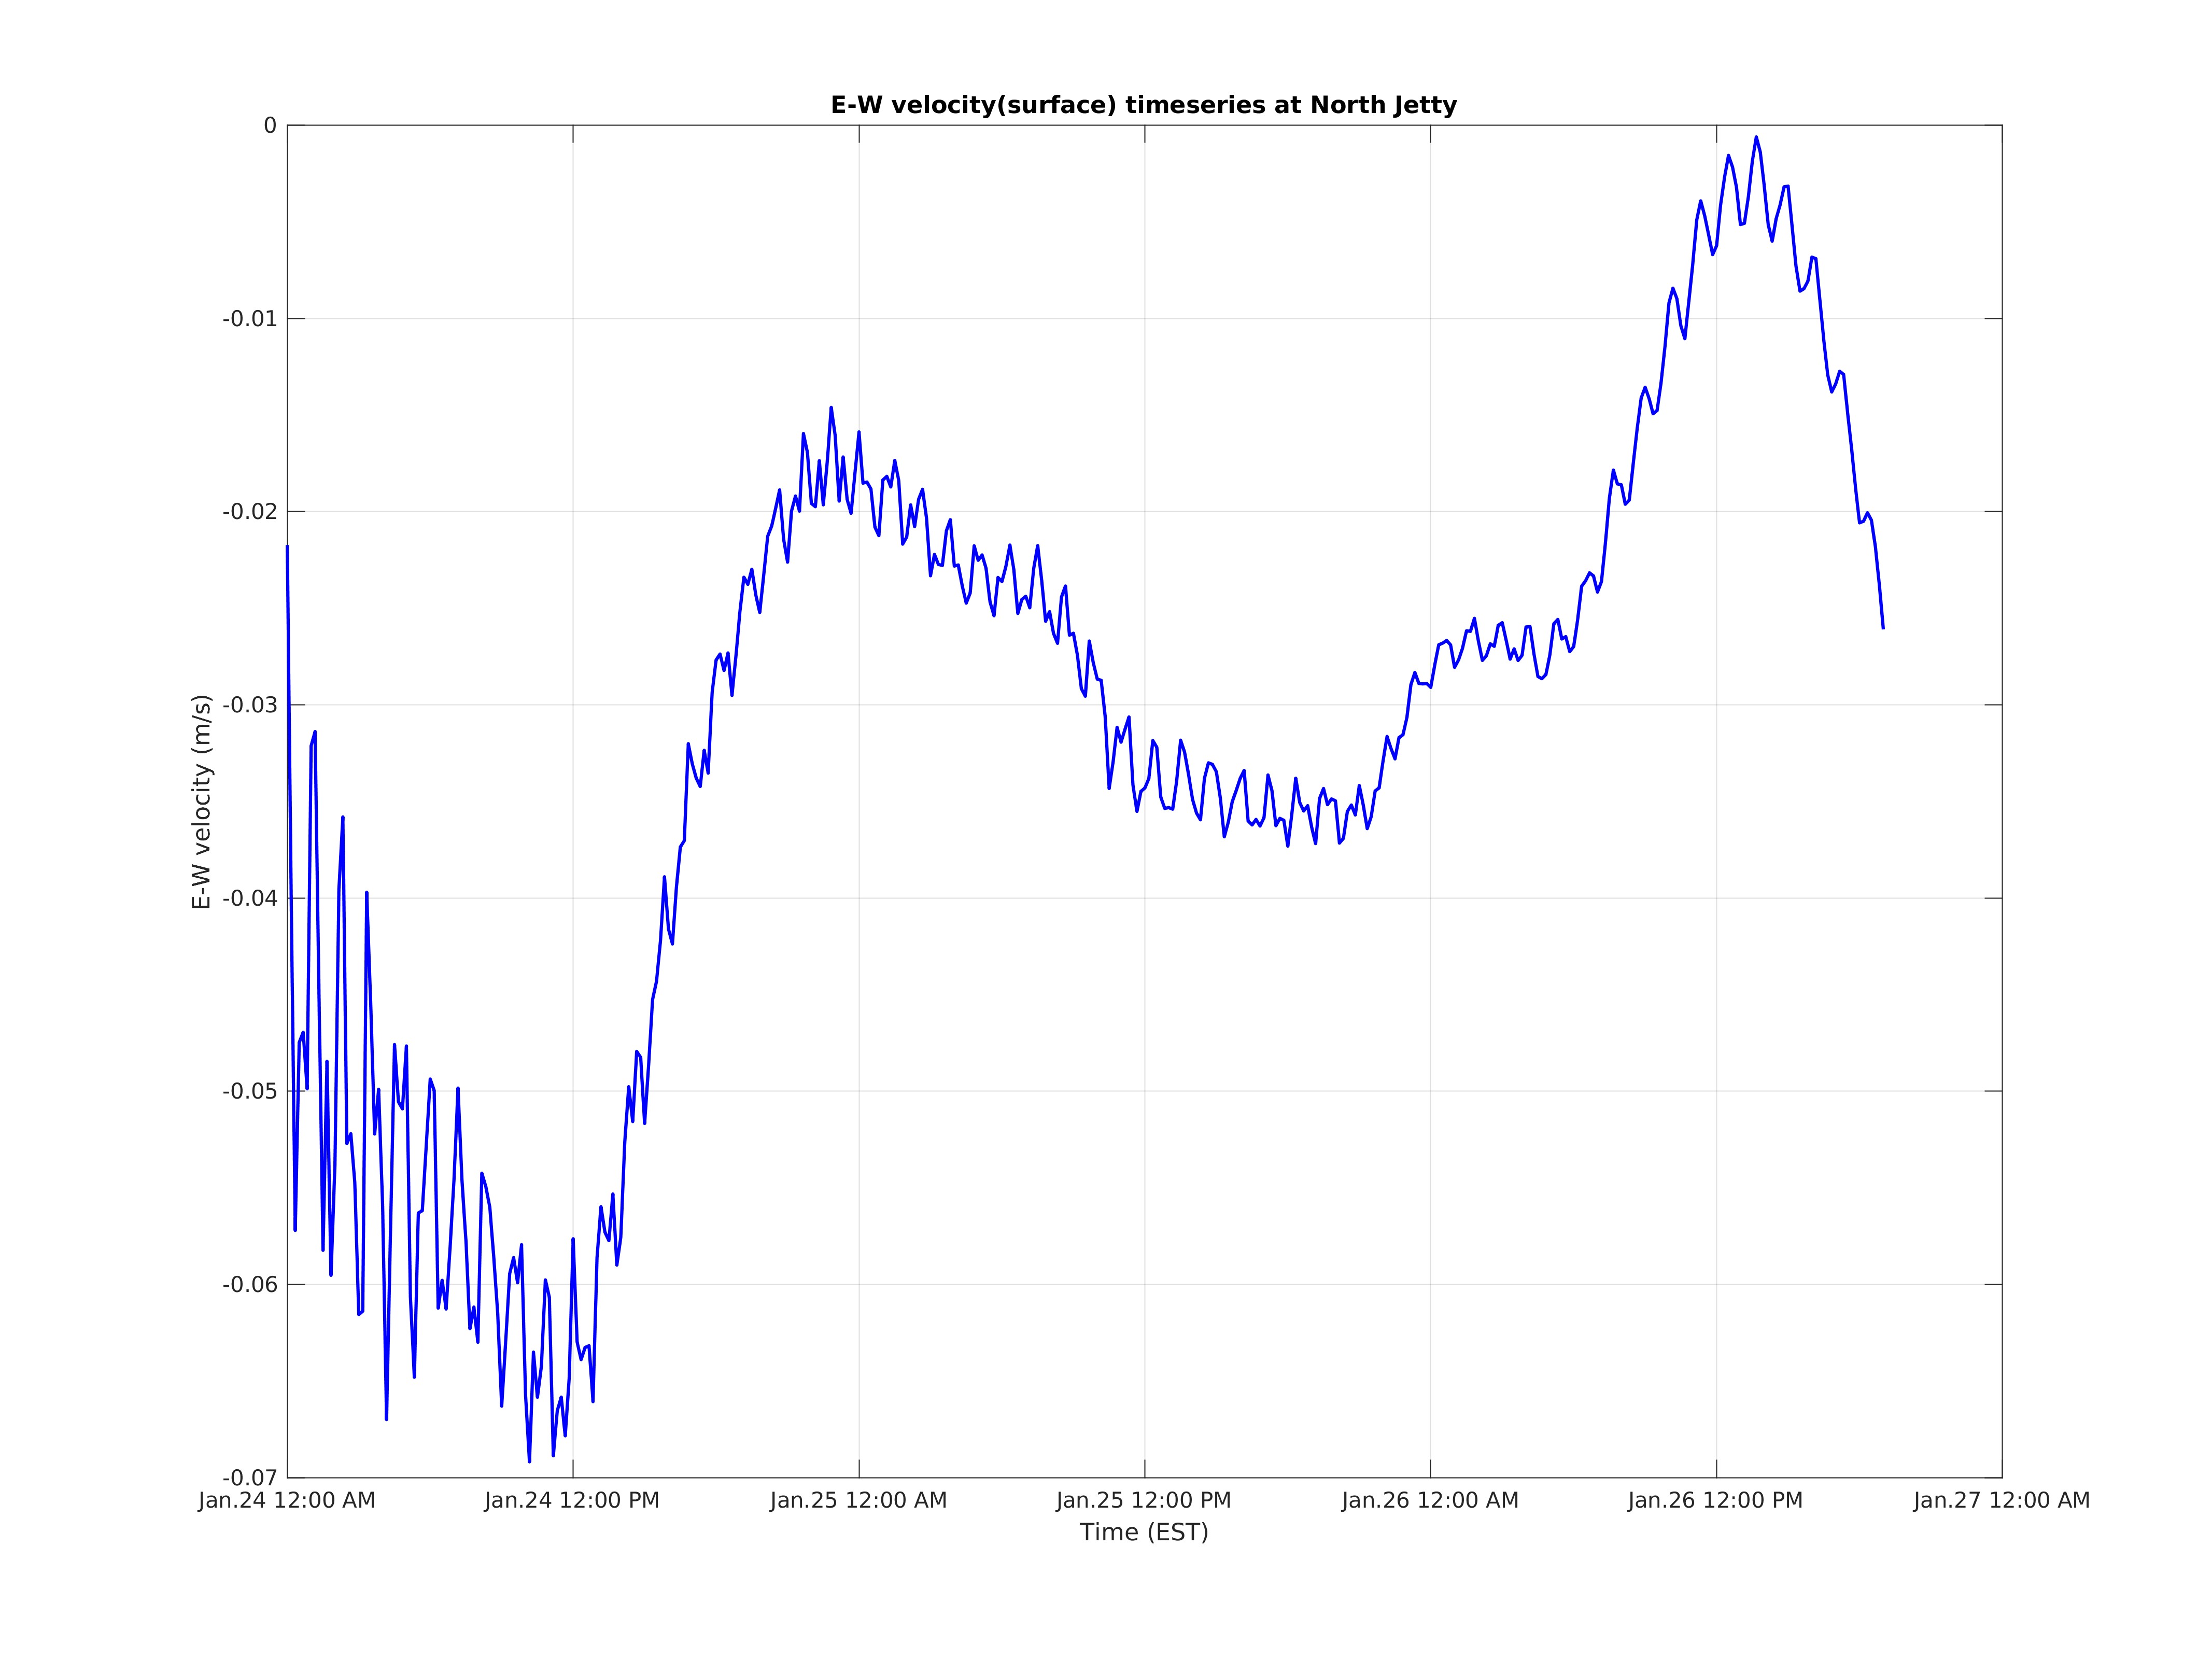 E-W velocity(surface) timeseries at North Jetty
0
-0.01
-0.02
-0.03
-0.04
-0.05
-0.06
-0.07
E-W velocity (m/s)
Jan.24 12:00 AM
Jan.24 12:00 PM
Jan.25 12:00 AM
Jan.25 12:00 PM
Jan.26 12:00 AM
Jan.26 12:00 PM
Jan.27 12:00 AM
Time (EST)